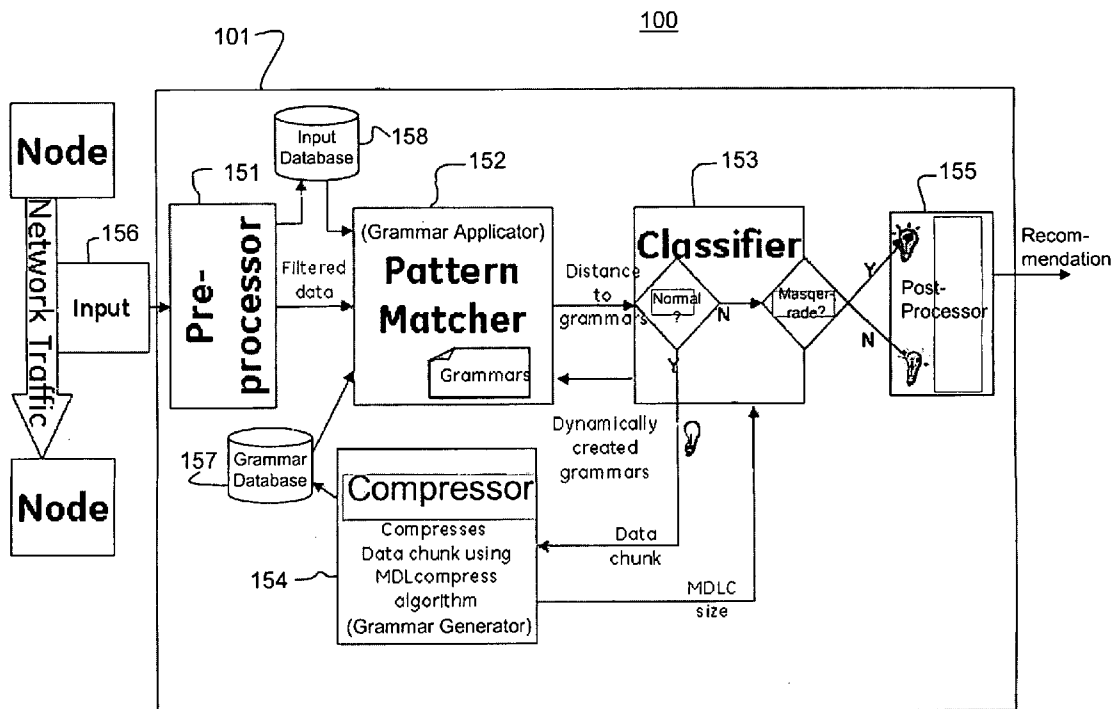 100
101
Node
Network Traffic
Node
156
Input
151
Pre-
processor
Input
Database
158
Filtered
data
152
(Grammar Applicator)
Pattern
Matcher
Grammars
Distance
to
grammars
153
Classifier
Normal
?
N
Y
Masqer-
rade?
Y
N
155
Post-
Processor
Recom-
mendation
Dynamically
created
grammars
157
Grammar
Database
154
Compressor
Compresses
Data chunk using
MDLcompress
algorithm
(Grammar Generator)
Data
chunk
MDLC
size